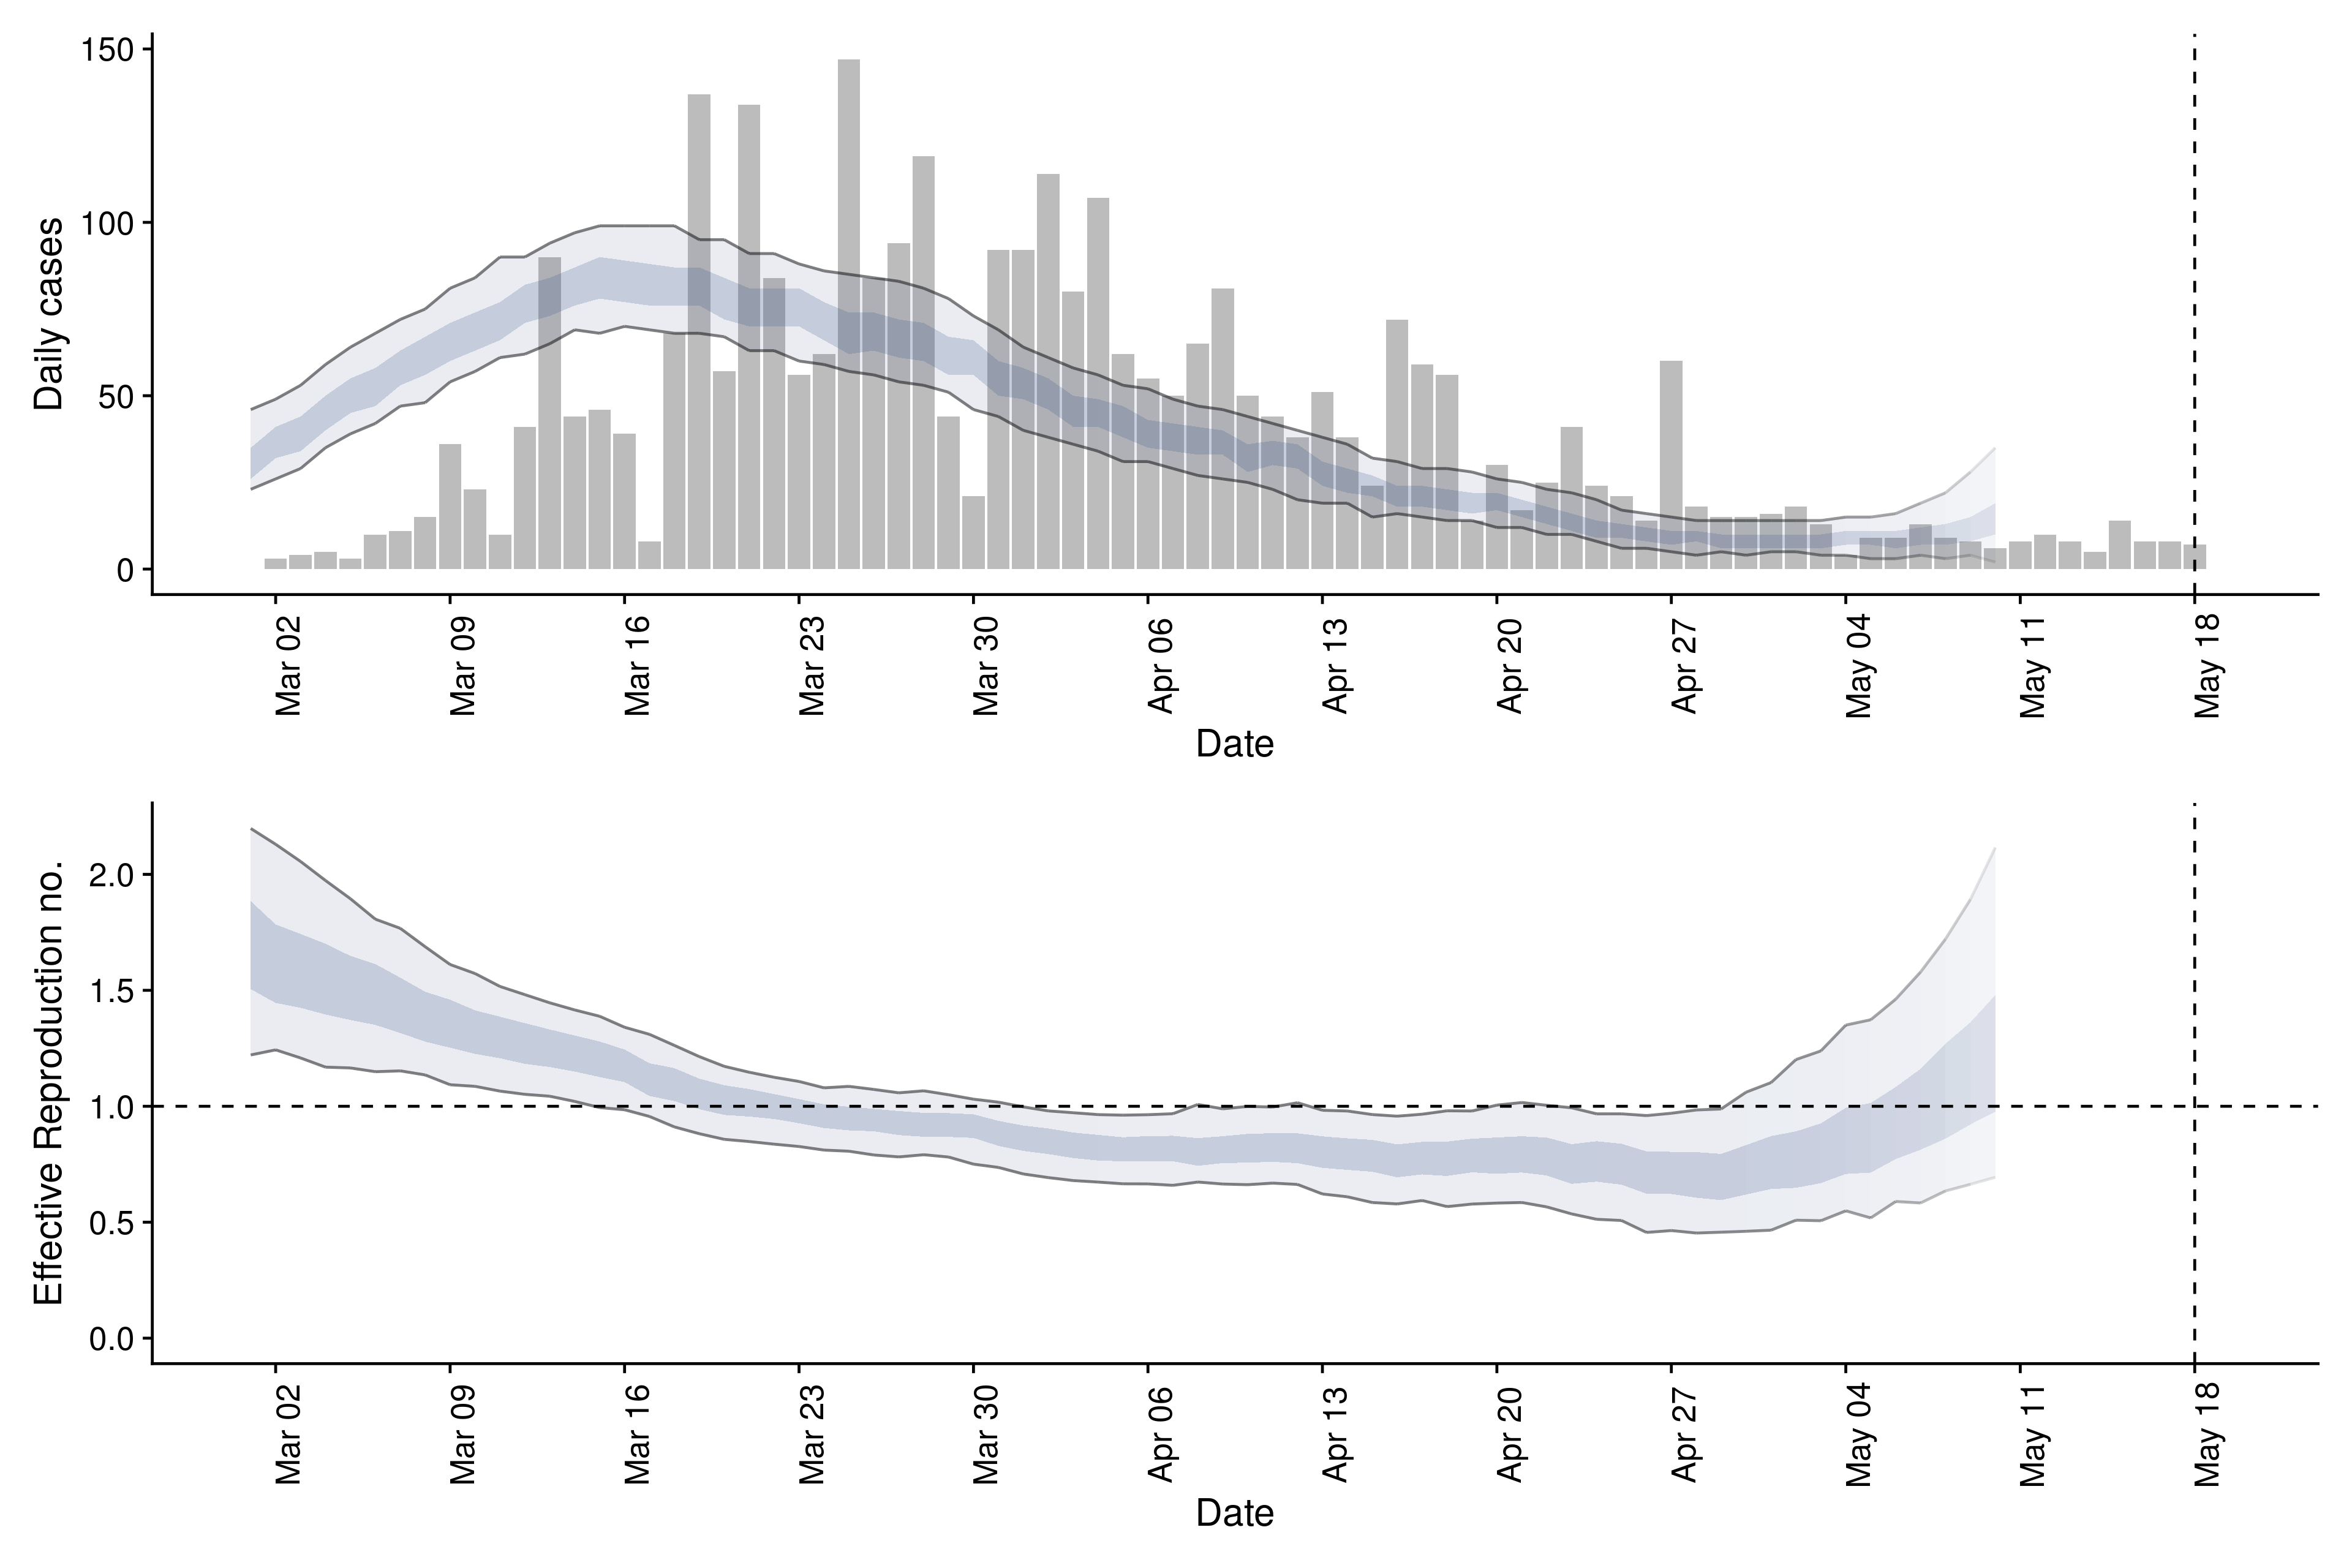 Daily cases
150
100
50
0
Mar 02
Mar 09
Mar 16
Mar 23
Mar 30
Apr 06
Apr 13
Apr 20
Apr 27
May 04
May 11
May 18
Date
Effective Reproduction no.
2.0
1.5
1.0
0.5
0.0
Mar 02
Mar 09
Mar 16
Mar 23
Mar 30
Apr 06
Apr 13
Apr 20
Apr 27
May 04
May 11
May 18
Date